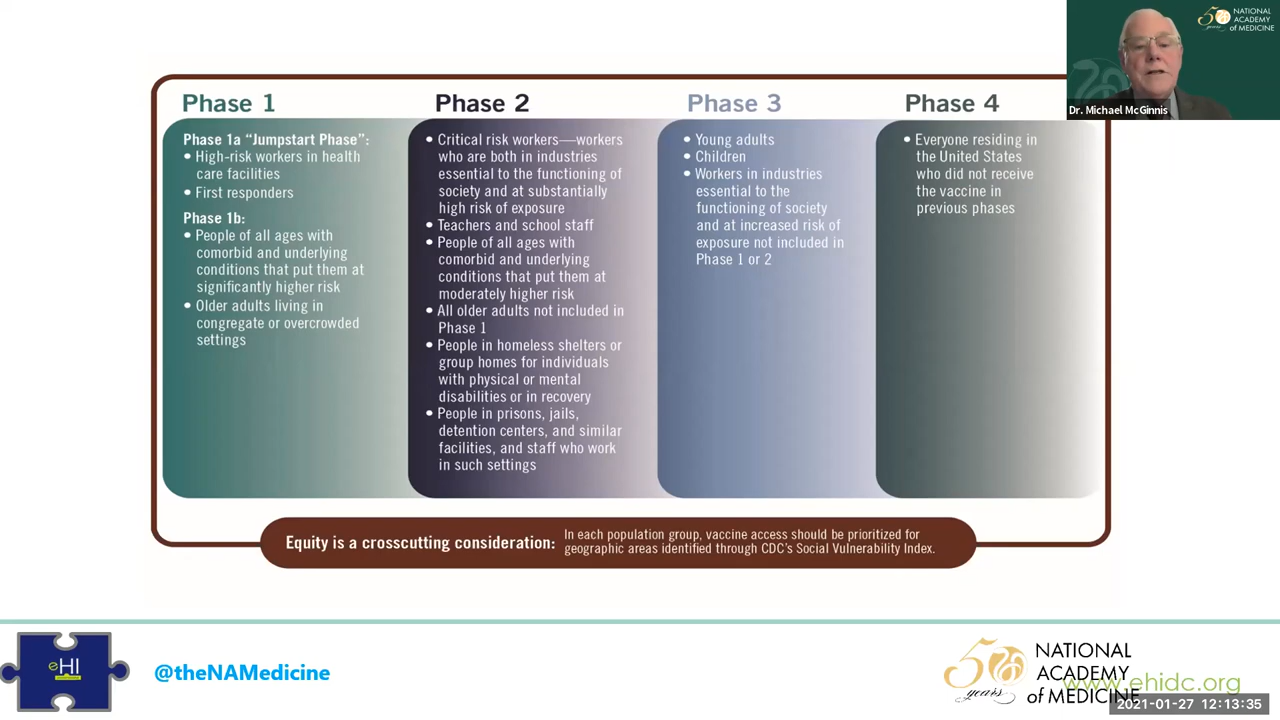 Phase 1
Phase 1a “Jumpstart Phase”:
• High-risk workers in health
care facilities
• First responders
Phase 1b:
• People of all ages with
comorbid and underlying
conditions that put them at
significantly higher risk
• Older adults living in
congregate or overcrowded
settings
Phase 2
• Critical risk workers—workers
who are both in industries
essential to the functioning of
society and at substantially
high risk of exposure
• Teachers and school staff
• People of all ages with
comorbid and underlying
conditions that put them at
moderately higher risk
• All older adults not included in
Phase 1
• People in homeless shelters or
group homes for individuals
with physical or mental
disabilities or in recovery
• People in prisons, jails,
detention centers, and similar
facilities, and staff who work
in such settings
Phase 3
• Young adults
• Children
• Workers in industries
essential to the
functioning of society
and at increased risk of
exposure not included in
Phase 1 or 2
Phase 4
• Everyone residing in
the United States
who did not receive
the vaccine in
previous phases
50
years
NATIONAL
ACADEMY
OF MEDICINE
Dr. Michael McGinnis
Equity is a crosscutting consideration:
In each population group, vaccine access should be prioritized for
geographic areas identified through CDC’s Social Vulnerability Index.
eHI
@theNAMedicine
50
years
NATIONAL
ACADEMY
of MEDICINE
www.ehidc.org
2021-01-27 12:13:35